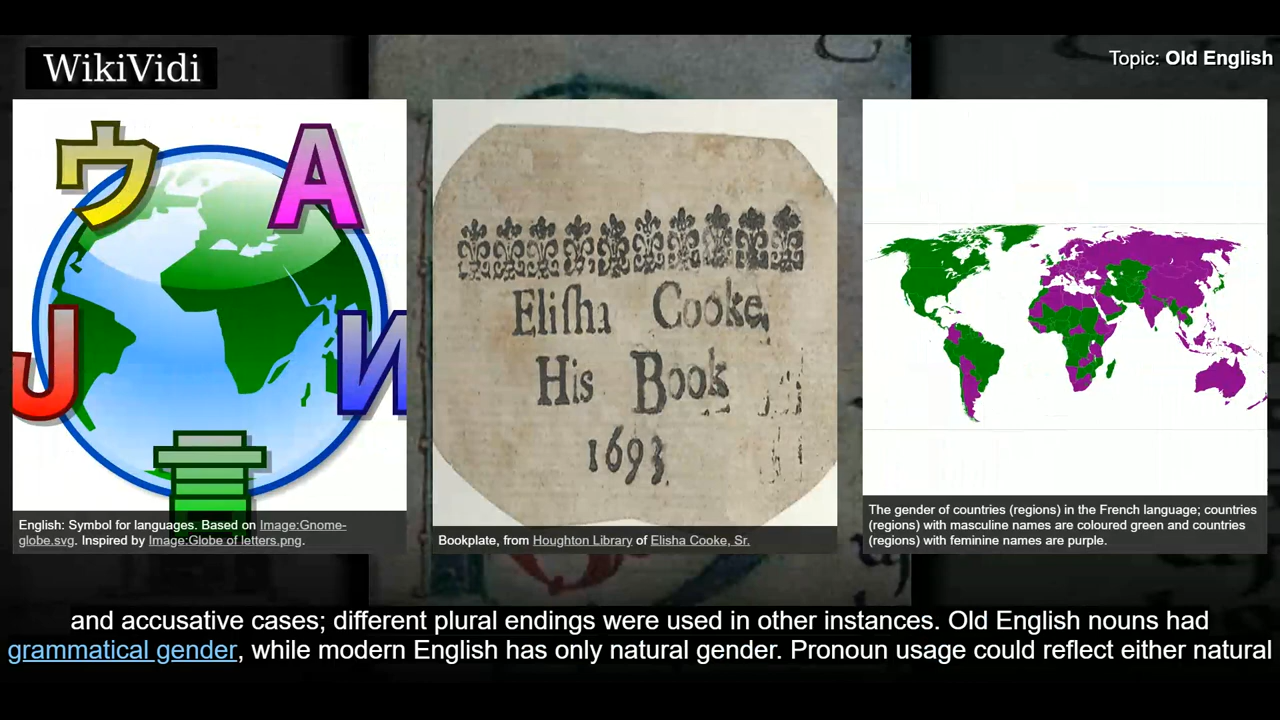 WikiVidi
Topic: Old English
ウ
A
J
И
English: Symbol for languages. Based on Image:Gnome-
globe.svg. Inspired by Image:Globe of letters.png.
Eliſha Cooke,
His Book
1693.
Bookplate, from Houghton Library of Elisha Cooke, Sr.
The gender of countries (regions) in the French language; countries
(regions) with masculine names are coloured green and countries
(regions) with feminine names are purple.
and accusative cases; different plural endings were used in other instances. Old English nouns had
grammatical gender, while modern English has only natural gender. Pronoun usage could reflect either natural